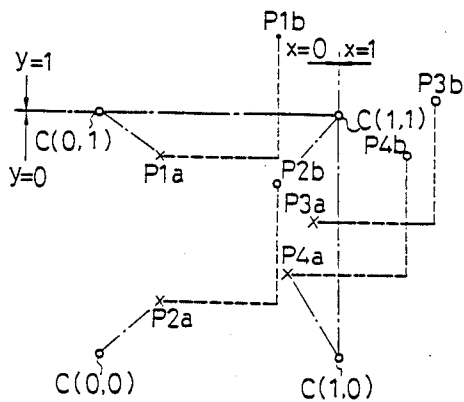 P1b
x=0 x=1
y=1
P3b
C(0,1)
C(1,1)
P4b
y=0
P1a
P2b
P3a
P4a
P2a
C(0,0)
C(1,0)